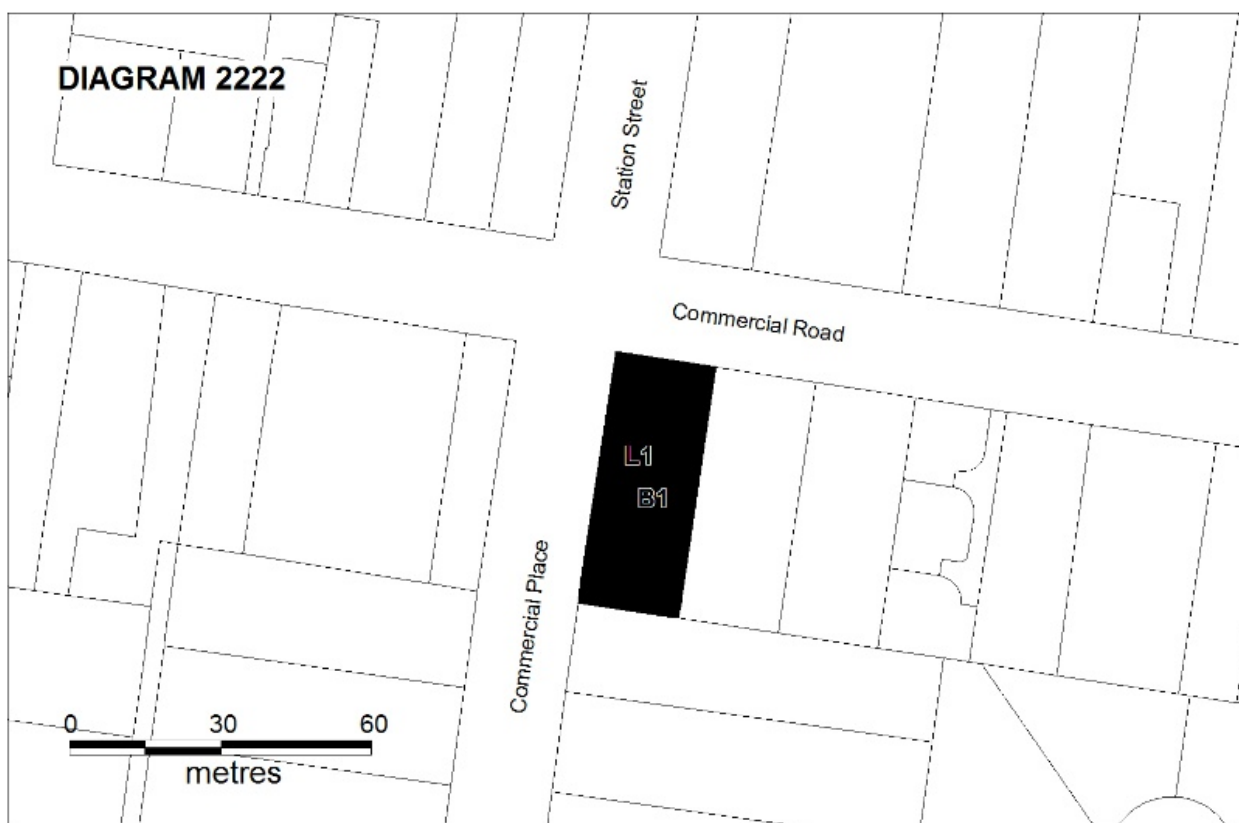 DIAGRAM 2222
Station Street
Commercial Road
L1
B1
Commercial Place
0 30 60
metres